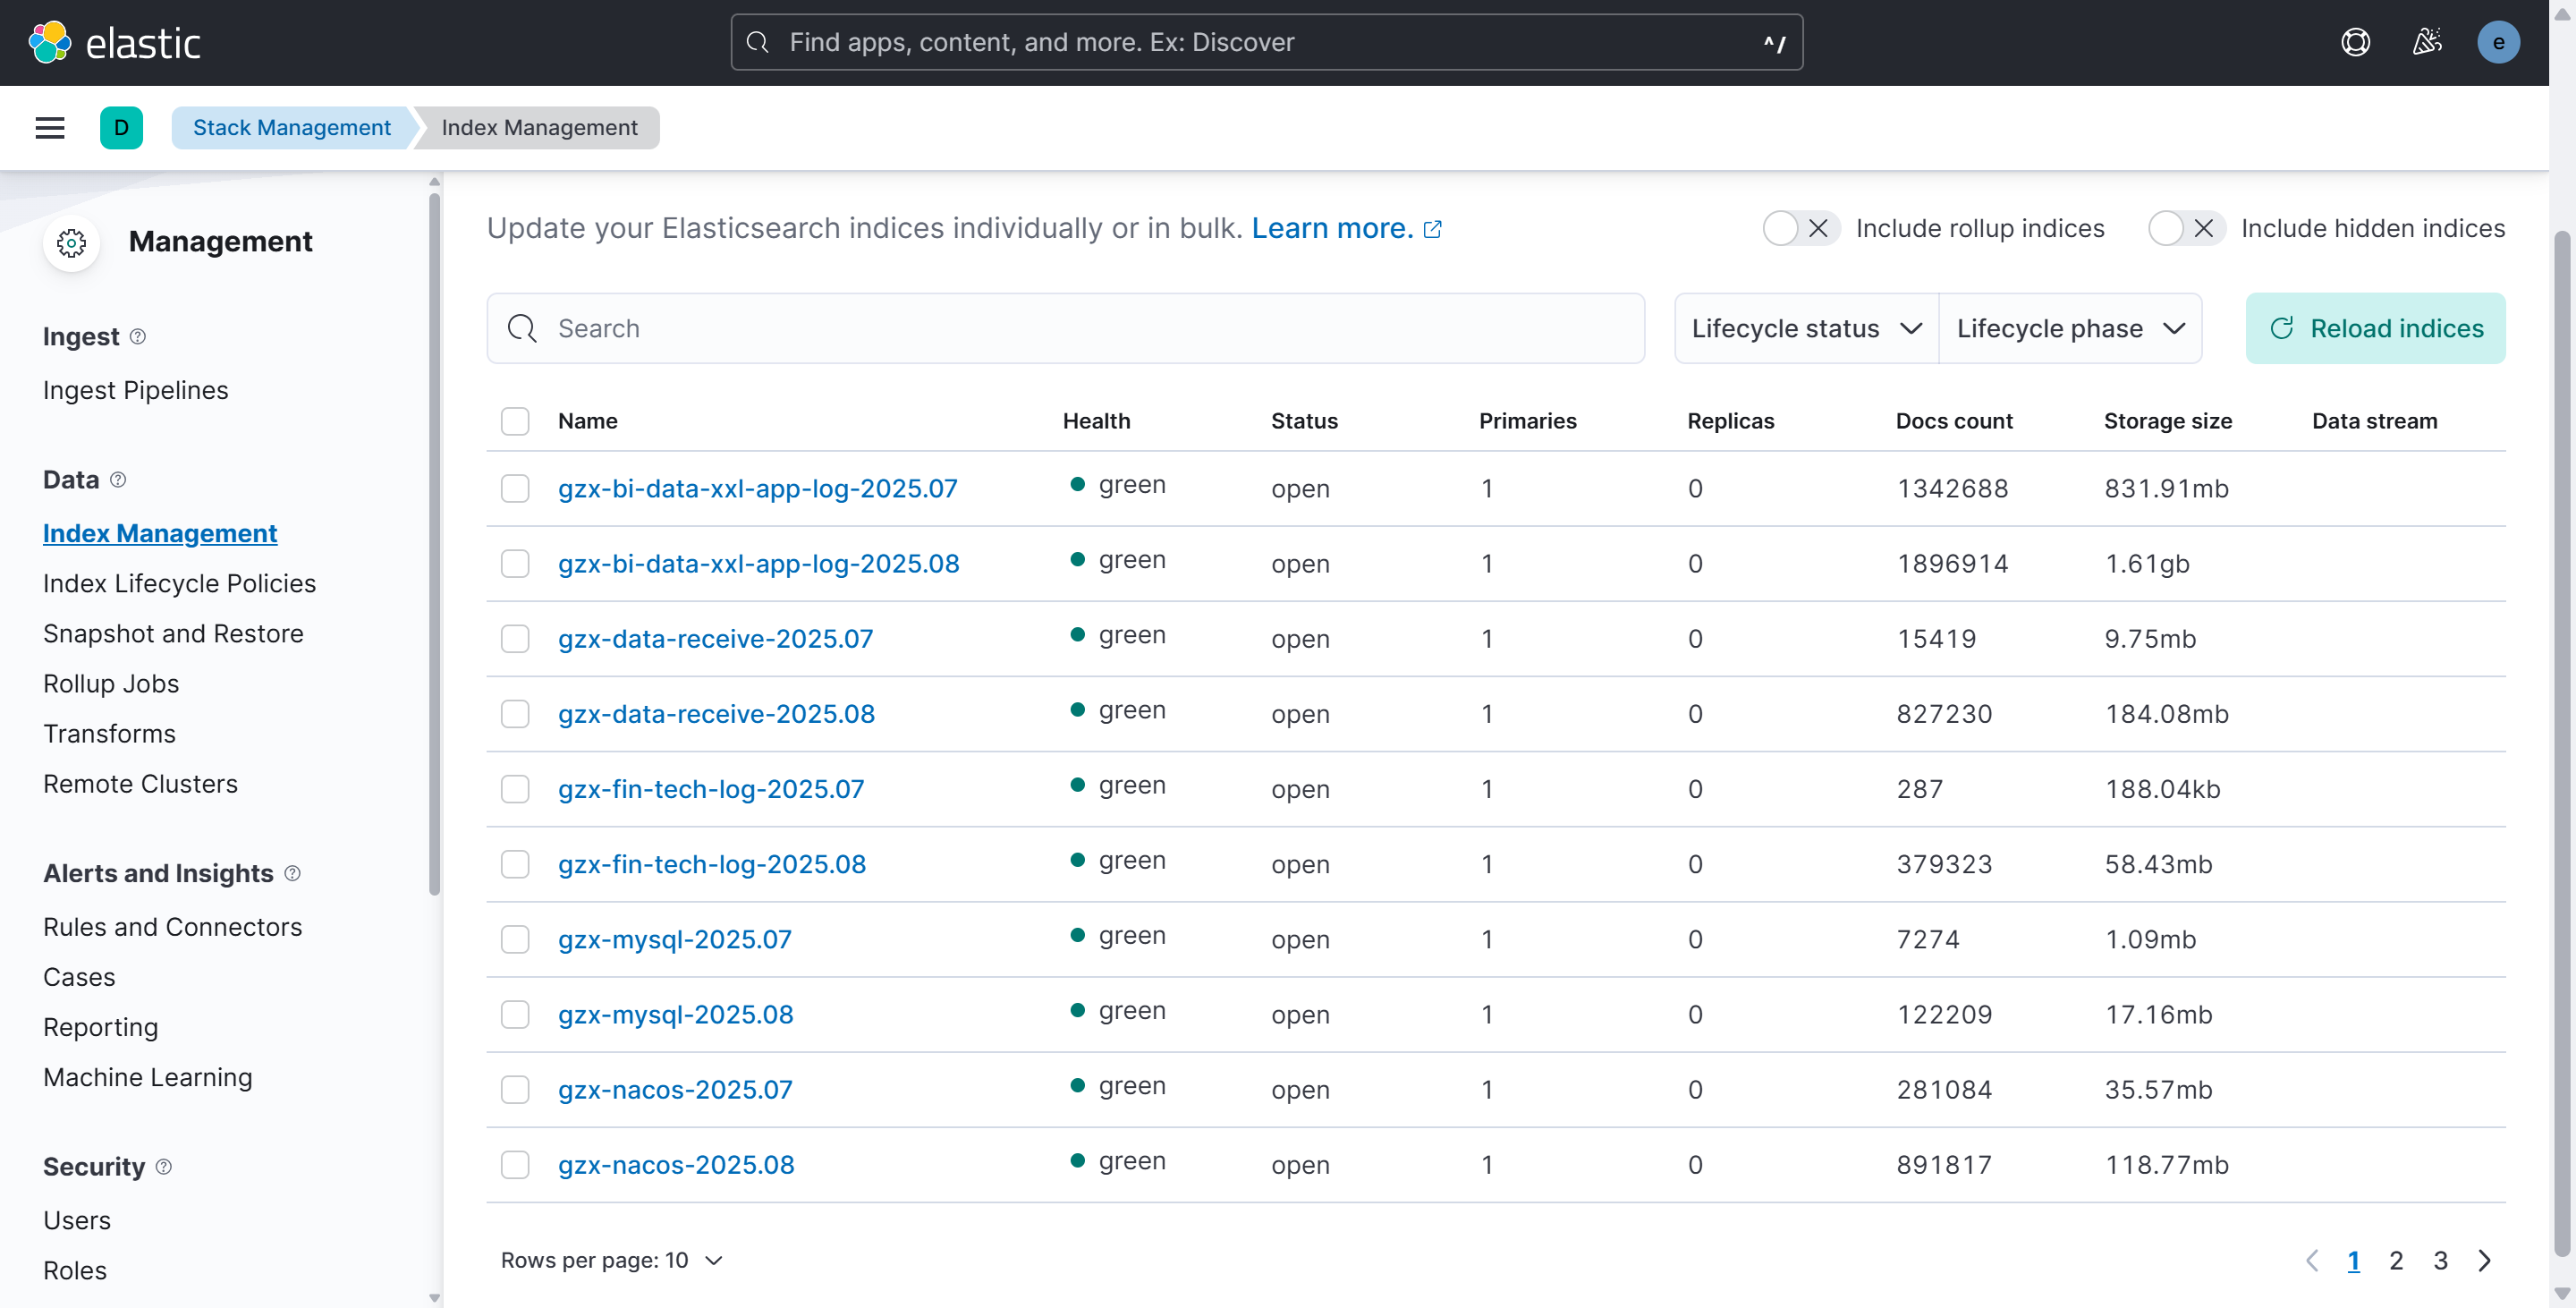 elastic
Find apps, content, and more. Ex: Discover ^/
e
D Stack Management Index Management
Management
Ingest
Ingest Pipelines
Data
Index Management
Index Lifecycle Policies
Snapshot and Restore
Rollup Jobs
Transforms
Remote Clusters
Alerts and Insights
Rules and Connectors
Cases
Reporting
Machine Learning
Security
Users
Roles
Update your Elasticsearch indices individually or in bulk. Learn more. Include rollup indices Include hidden indices
Search Lifecycle status Lifecycle phase Reload indices
Name Health Status Primaries Replicas Docs count Storage size Data stream
gzx-bi-data-xxl-app-log-2025.07 green open 1 0 1342688 831.91mb
gzx-bi-data-xxl-app-log-2025.08 green open 1 0 1896914 1.61gb
gzx-data-receive-2025.07 green open 1 0 15419 9.75mb
gzx-data-receive-2025.08 green open 1 0 827230 184.08mb
gzx-fin-tech-log-2025.07 green open 1 0 287 188.04kb
gzx-fin-tech-log-2025.08 green open 1 0 379323 58.43mb
gzx-mysql-2025.07 green open 1 0 7274 1.09mb
gzx-mysql-2025.08 green open 1 0 122209 17.16mb
gzx-nacos-2025.07 green open 1 0 281084 35.57mb
gzx-nacos-2025.08 green open 1 0 891817 118.77mb
Rows per page: 10 1 2 3